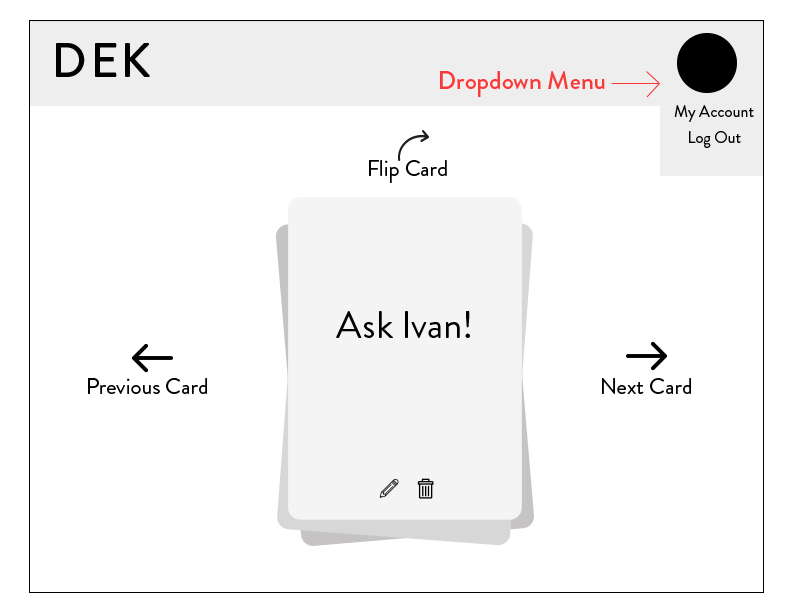 DEK
Dropdown Menu
My Account
Log Out
Flip Card
Ask Ivan!
Previous Card
Next Card